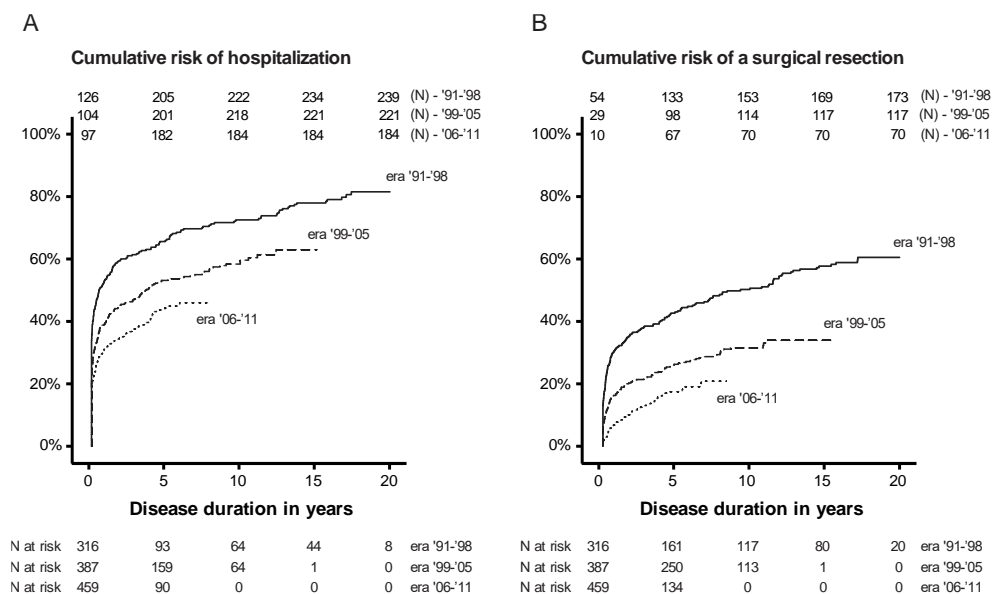 A
B
Cumulative risk of hospitalization
Cumulative risk of a surgical resection
126 205 222 234 239 (N) - '91-'98
104 201 218 221 221 (N) - '99-'05
97 182 184 184 184 (N) - '06-'11
54 133 153 169 173 (N) - '91-'98
29 98 114 117 117 (N) - '99-'05
10 67 70 70 70 (N) - '06-'11
100%
80%
60%
40%
20%
0%
era '91-'98
era '99-'05
era '06-'11
0 5 10 15 20
Disease duration in years
100%
80%
60%
40%
20%
0%
era '91-'98
era '99-'05
era '06-'11
0 5 10 15 20
Disease duration in years
N at risk 316 93 64 44 8 era '91-'98
N at risk 387 159 64 1 0 era '99-'05
N at risk 459 90 0 0 0 era '06-'11
N at risk 316 161 117 80 20 era '91-'98
N at risk 387 250 113 1 0 era '99-'05
N at risk 459 134 0 0 0 era '06-'11